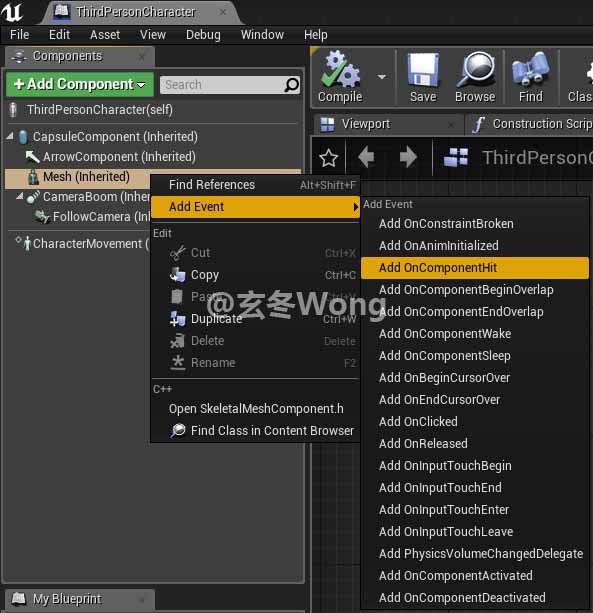 ThirdPersonCharacter
File Edit Asset View Debug Window Help
Components
+Add Component
Search
Compile Save Browse Find Clas
ThirdPersonCharacter(self)
Viewport Construction Scrip
CapsuleComponent (Inherited)
ArrowComponent (Inherited)
ThirdPersonC
Mesh (Inherited)
CameraBoom (Inher
FollowCamera (Inl
CharacterMovement (
Find References Alt+Shift+F
Add Event
Edit
Cut Ctrl+X
Copy Ctrl+C
Paste Ctrl+V
Duplicate Ctrl+W
Delete Delete
Rename F2
C++
Open SkeletalMeshComponent.h
Find Class in Content Browser
Add Event
Add OnConstraintBroken
Add OnAnimInitialized
Add OnComponentHit
Add OnComponentBeginOverlap
Add OnComponentEndOverlap
Add OnComponentWake
Add OnComponentSleep
Add OnBeginCursorOver
Add OnEndCursorOver
Add OnClicked
Add OnReleased
Add OnInputTouchBegin
Add OnInputTouchEnd
Add OnInputTouchEnter
Add OnInputTouchLeave
Add PhysicsVolumeChangedDelegate
Add OnComponentActivated
Add OnComponentDeactivated
@玄冬Wong
My Blueprint